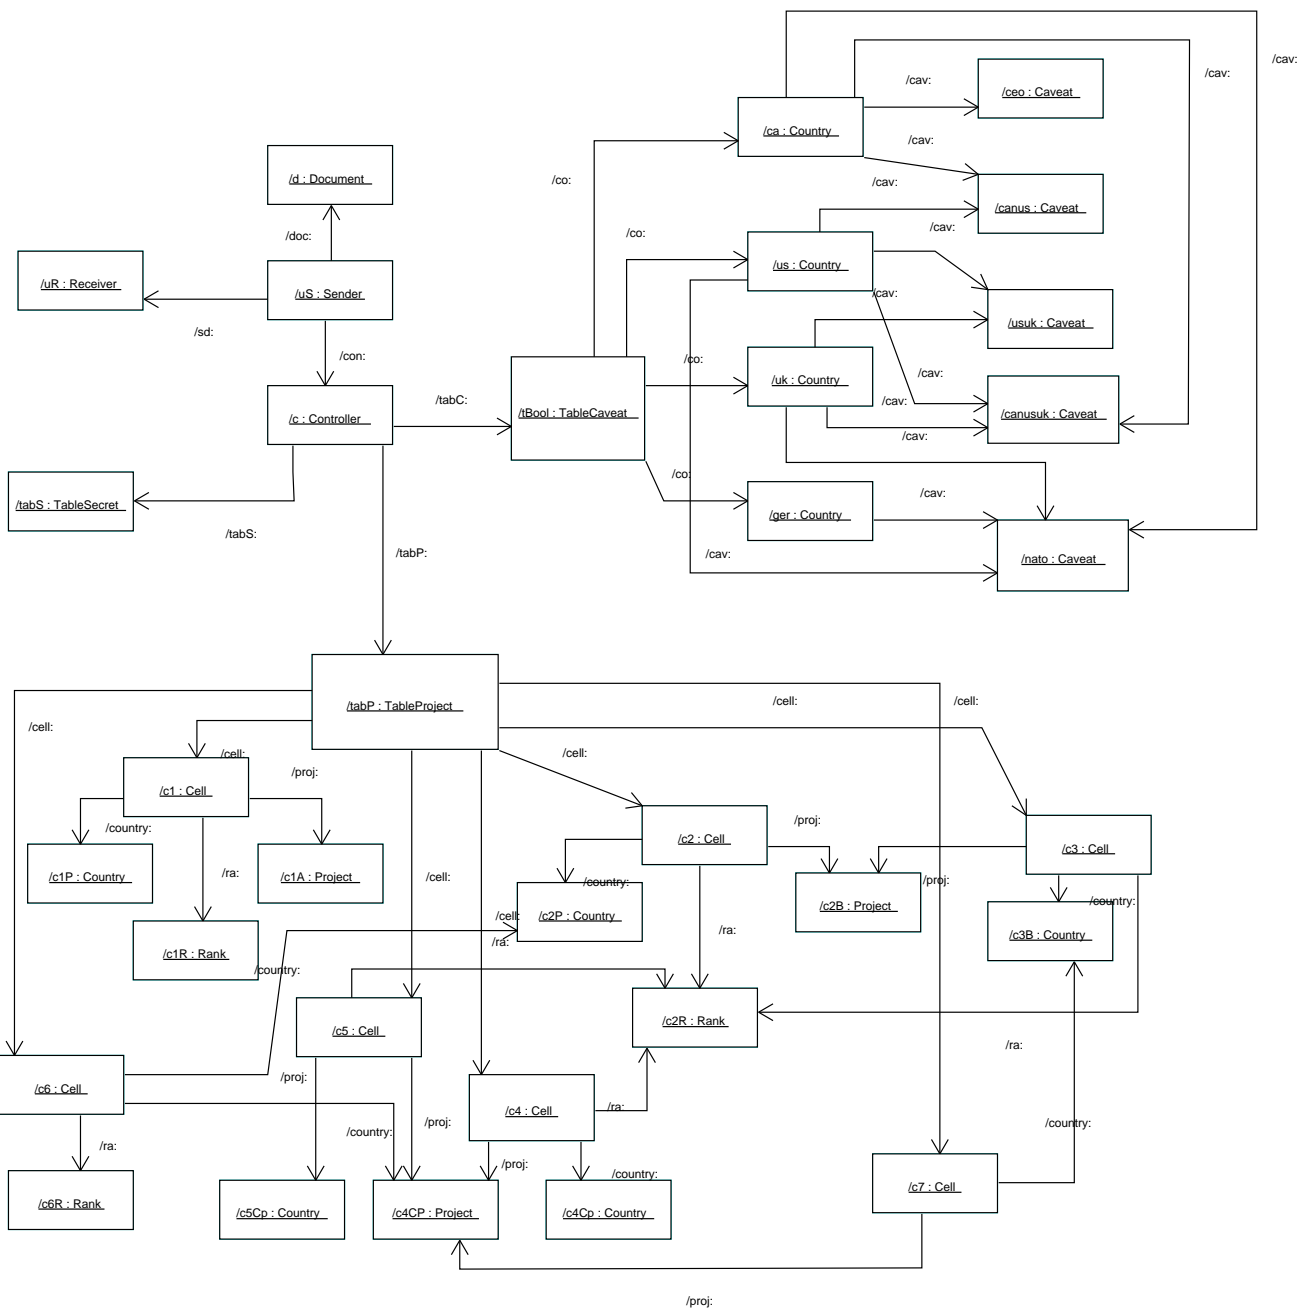 /cav:
/cav:
/cav:
/ceo : Caveat
/ca : Country
/cav:
/d : Document
/co:
/cav:
/canus : Caveat
/doc:
/co:
/cav:
/uR : Receiver
/uS : Sender
/us : Country
/cav:
/sd:
/usuk : Caveat
/con:
/co:
/uk : Country
/cav:
/tabC:
/cav:
/c : Controller
/tBool : TableCaveat
/canusuk : Caveat
/cav:
/co:
/tabS : TableSecret
/cav:
/ger : Country
/tabS:
/tabP:
/cav:
/nato : Caveat
/tabP : TableProject
/cell:
/cell:
/cell:
/cell:
/cell:
/proj:
/c1 : Cell
/country:
/proj:
/c2 : Cell
/c3 : Cell
/ra:
/cell:
/c1P : Country
/c1A : Project
/country:
/proj:
/country:
/c2B : Project
/cell:
/c2P : Country
/ra:
/ra:
/c3B : Country
/c1R : Rank
/country:
/c5 : Cell
/c2R : Rank
/ra:
/proj:
/c6 : Cell
/c4 : Cell
/ra:
/proj:
/country:
/country:
/ra:
/proj:
/country:
/c7 : Cell
/c6R : Rank
/c5Cp : Country
/c4CP : Project
/c4Cp : Country
/proj: